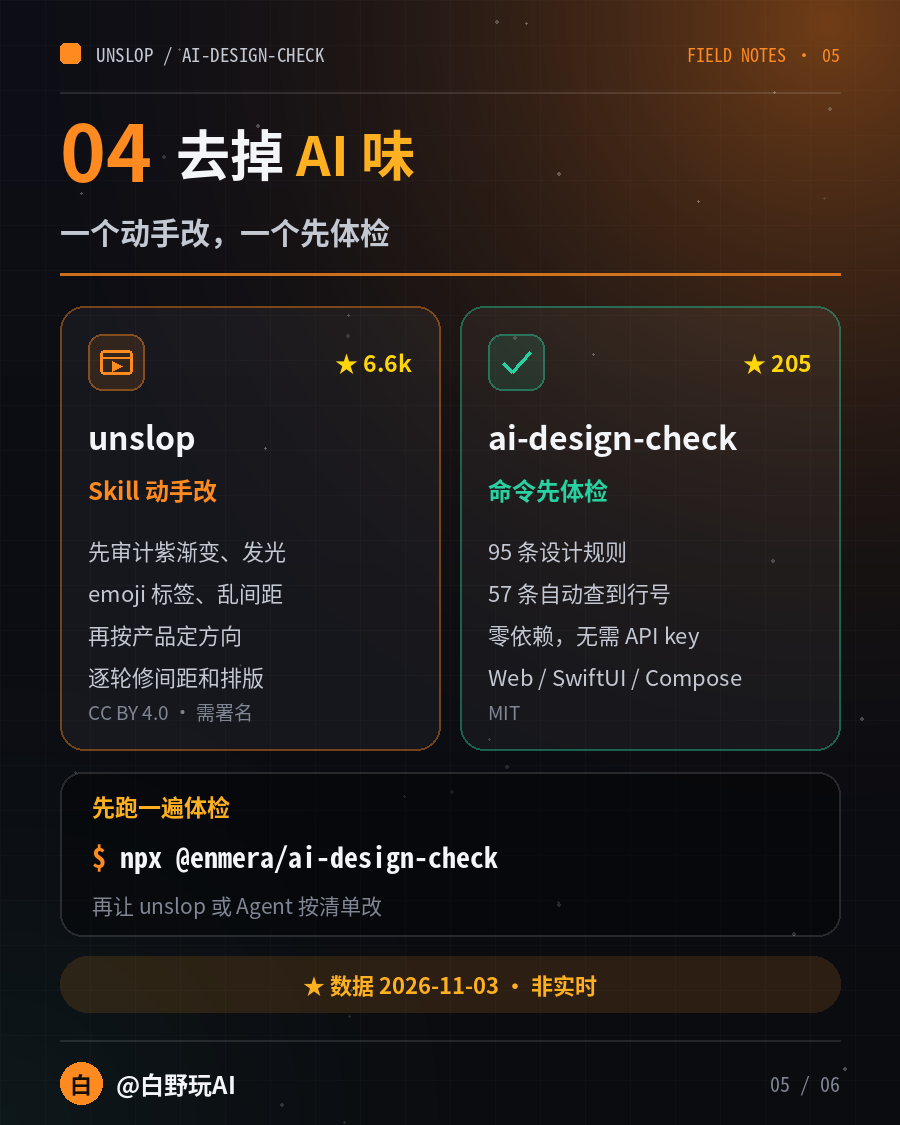 UNSLOP / AI-DESIGN-CHECK
FIELD NOTES • 05
04 去掉 AI 味
一个动手改，一个先体检
★ 6.6k
unslop
Skill 动手改
先审计紫渐变、发光
emoji 标签、乱间距
再按产品定方向
逐轮修间距和排版
CC BY 4.0 • 需署名
★ 205
ai-design-check
命令先体检
95 条设计规则
57 条自动查到行号
零依赖，无需 API key
Web / SwiftUI / Compose
MIT
先跑一遍体检
$ npx @enmera/ai-design-check
再让 unslop 或 Agent 按清单改
★ 数据 2026-11-03 • 非实时
白 @白野玩AI
05 / 06